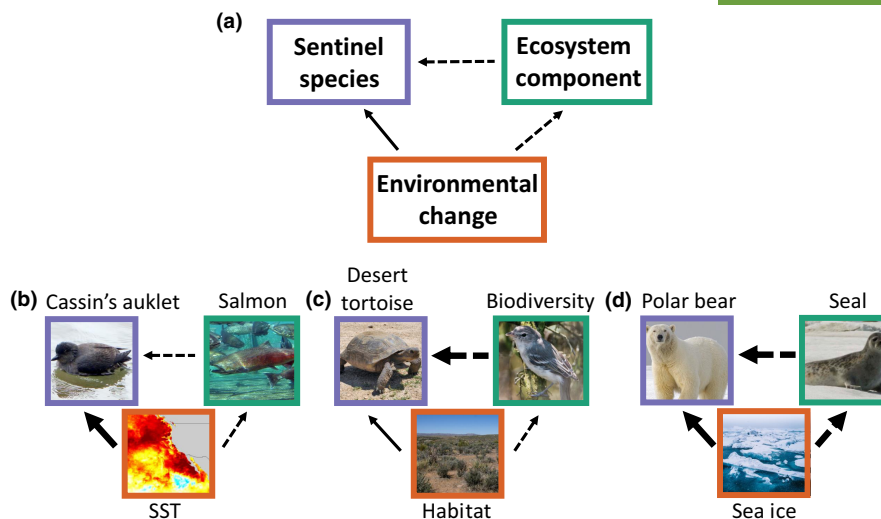 (a)
Sentinel
species
Ecosystem
component
Environmental
change
(b) Cassin's auklet
Salmon
SST
(c) Desert
tortoise
Biodiversity
Habitat
(d) Polar bear
Seal
Sea ice